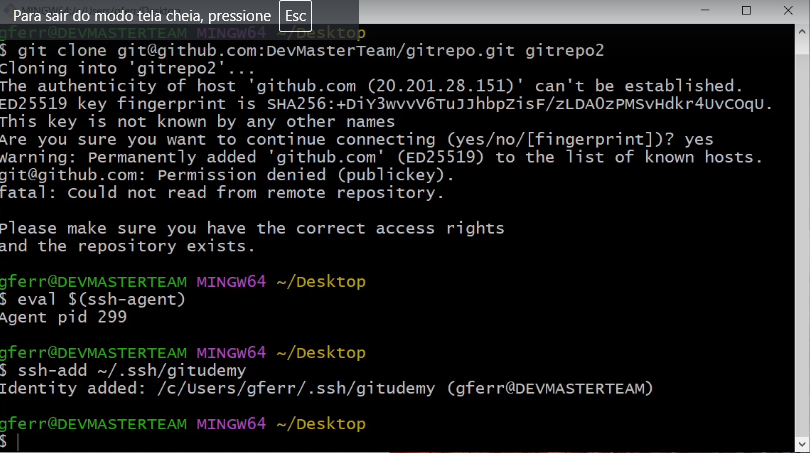 Para sair do modo tela cheia, pressione Esc
gferr@DEVMASTERTEAM MINGW64 ~/Desktop
$ git clone git@github.com:DevMasterTeam/gitrepo.git gitrepo2
Cloning into 'gitrepo2'...
The authenticity of host 'github.com (20.201.28.151)' can't be established.
ED25519 key fingerprint is SHA256:+DiY3wvvV6TuJJhbpZisF/zLDA0zPMSvHdkr4UvCOqU.
This key is not known by any other names
Are you sure you want to continue connecting (yes/no/[fingerprint])? yes
Warning: Permanently added 'github.com' (ED25519) to the list of known hosts.
git@github.com: Permission denied (publickey).
fatal: Could not read from remote repository.
Please make sure you have the correct access rights
and the repository exists.
gferr@DEVMASTERTEAM MINGW64 ~/Desktop
$ eval $(ssh-agent)
Agent pid 299
gferr@DEVMASTERTEAM MINGW64 ~/Desktop
$ ssh-add ~/.ssh/gitudemy
Identity added: /c/Users/gferr/.ssh/gitudemy (gferr@DEVMASTERTEAM)
gferr@DEVMASTERTEAM MINGW64 ~/Desktop
$